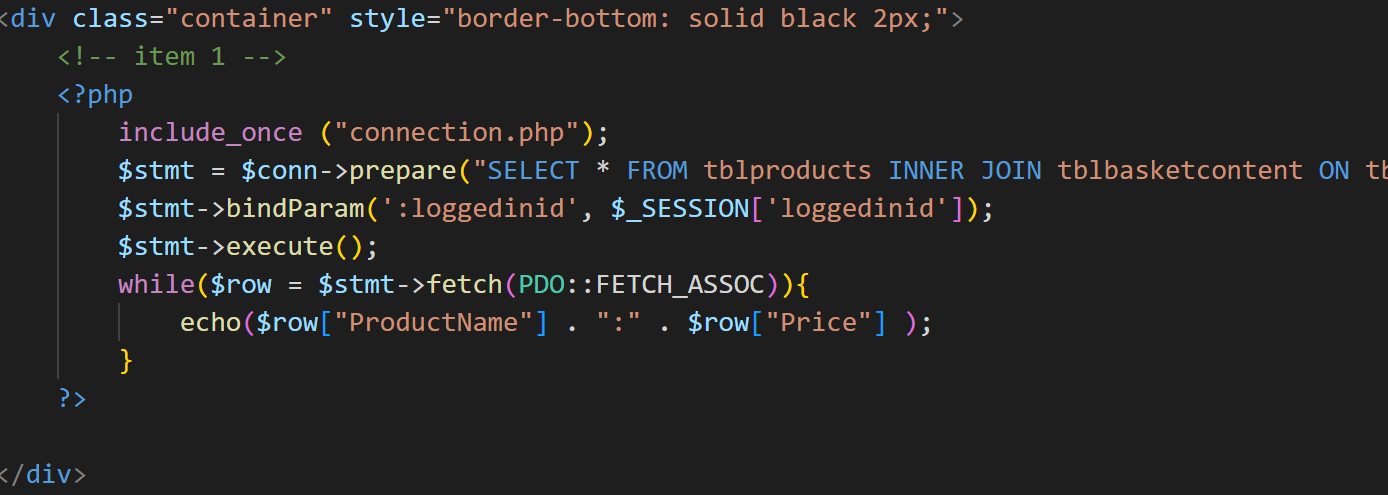 <div class="container" style="border-bottom: solid black 2px;">
<!-- item 1 -->
<?php
include_once ("connection.php");
$stmt = $conn->prepare("SELECT * FROM tblproducts INNER JOIN tblbasketcontent ON tb
$stmt->bindParam(':loggedinid', $_SESSION['loggedinid']);
$stmt->execute();
while($row = $stmt->fetch(PDO::FETCH_ASSOC)){
echo($row["ProductName"] . ":" . $row["Price"] );
}
?>
</div>